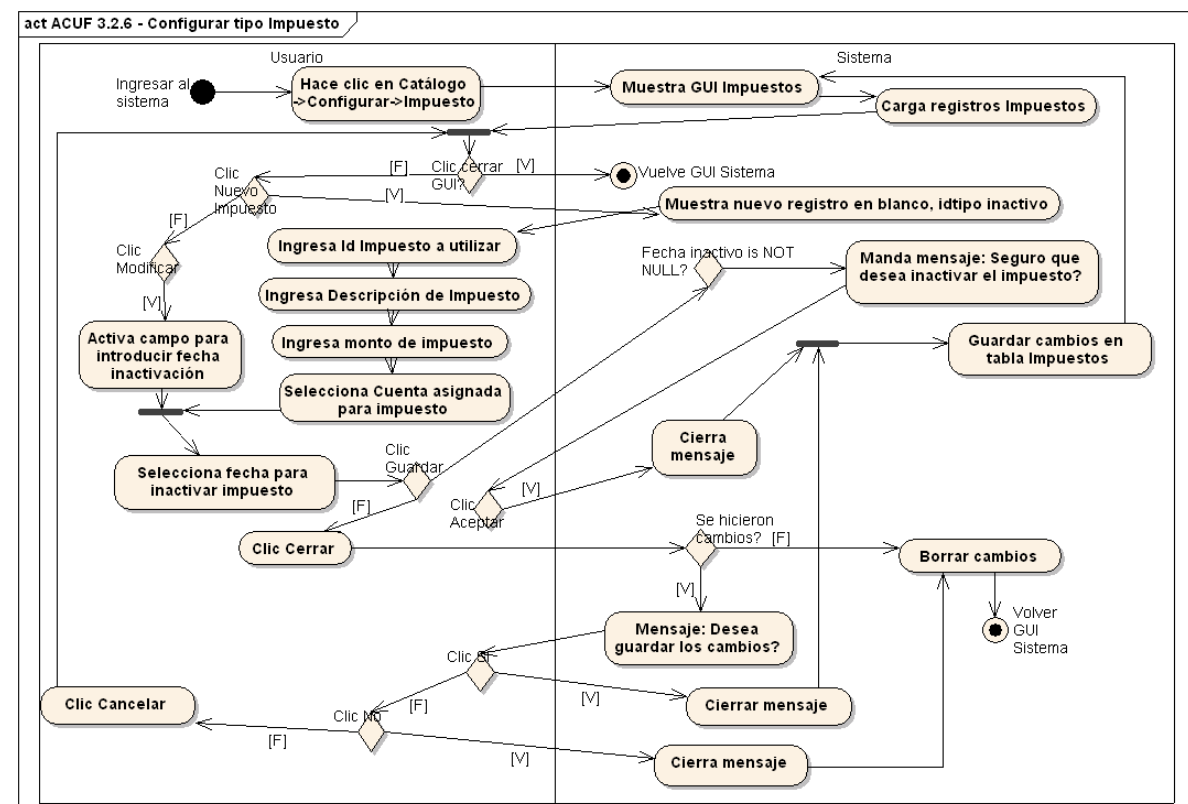 act ACUF 3.2.6 - Configurar tipo Impuesto
Usuario
Sistema
Ingresar al
sistema
Hace clic en Catálogo
->Configurar->Impuesto
Muestra GUI Impuestos
Carga registros Impuestos
Clic cerrar
GUI?
[F]
[V]
Vuelve GUI Sistema
Clic
Nuevo
Impuesto
[V]
[F]
Muestra nuevo registro en blanco, idtipo inactivo
Ingresa Id Impuesto a utilizar
Clic
Modificar
[V]
Ingresa Descripción de Impuesto
Fecha inactivo is NOT
NULL?
Manda mensaje: Seguro que
desea inactivar el impuesto?
Activa campo para
introducir fecha
inactivación
Ingresa monto de impuesto
Guardar cambios en
tabla Impuestos
Selecciona Cuenta asignada
para impuesto
Cierra
mensaje
Selecciona fecha para
inactivar impuesto
Clic
Guardar
[F]
Clic
Aceptar
[V]
Clic Cerrar
Se hicieron
cambios?
[F]
[V]
Borrar cambios
Volver
GUI
Sistema
Mensaje: Desea
guardar los cambios?
Clic Si
[F]
[V]
Cierrar mensaje
Clic Cancelar
Clic No
[F]
[V]
Cierra mensaje